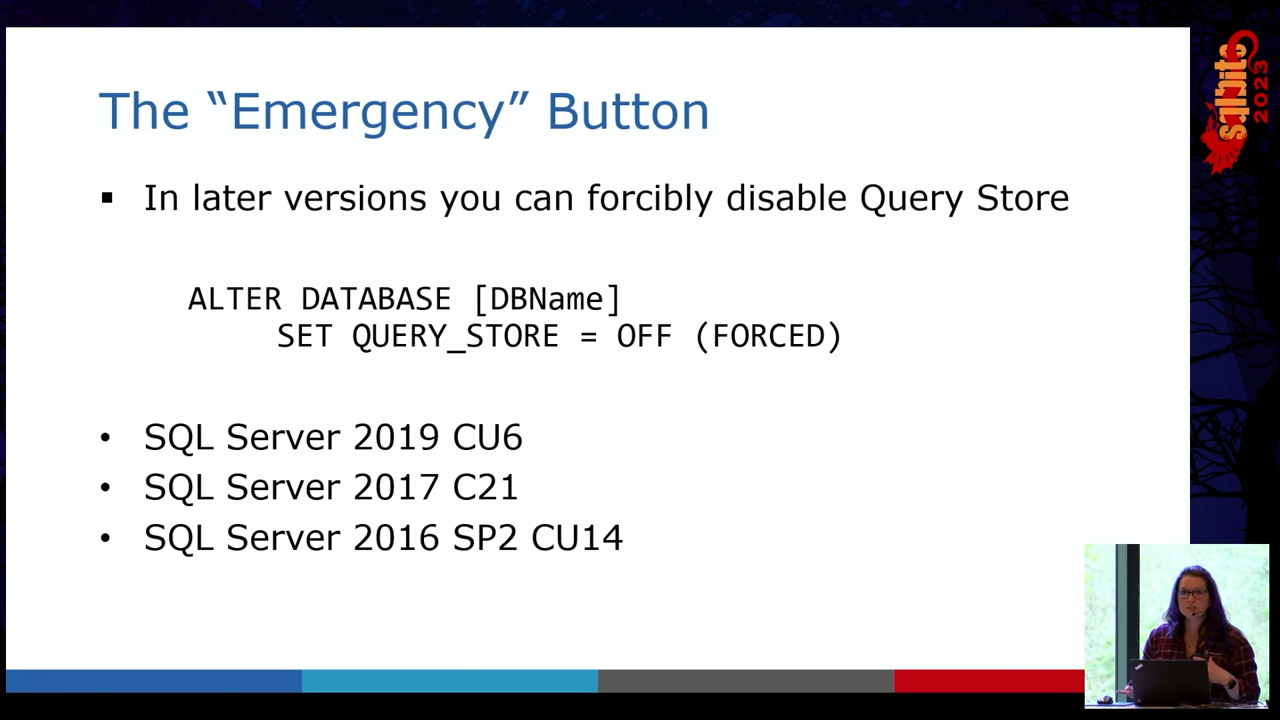 The “Emergency” Button
▪ In later versions you can forcibly disable Query Store
ALTER DATABASE [DBName]
SET QUERY_STORE = OFF (FORCED)
• SQL Server 2019 CU6
• SQL Server 2017 C21
• SQL Server 2016 SP2 CU14
sqlbits
2023